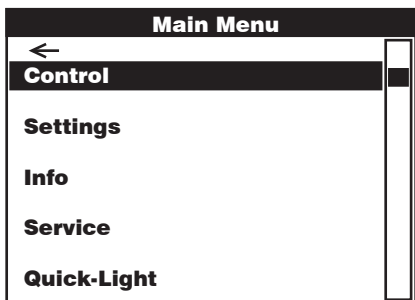 Main Menu
Control
Settings
Info
Service
Quick-Light